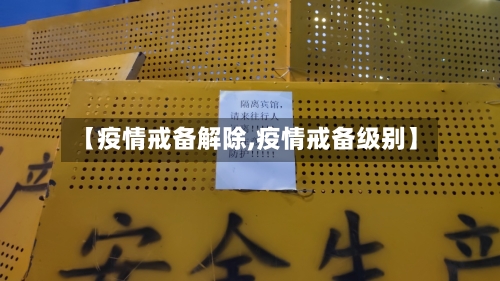 隔离宾馆,
请来往行人
【疫情戒备解除,疫情戒备级别】
防护!!!!!
产
安全生产